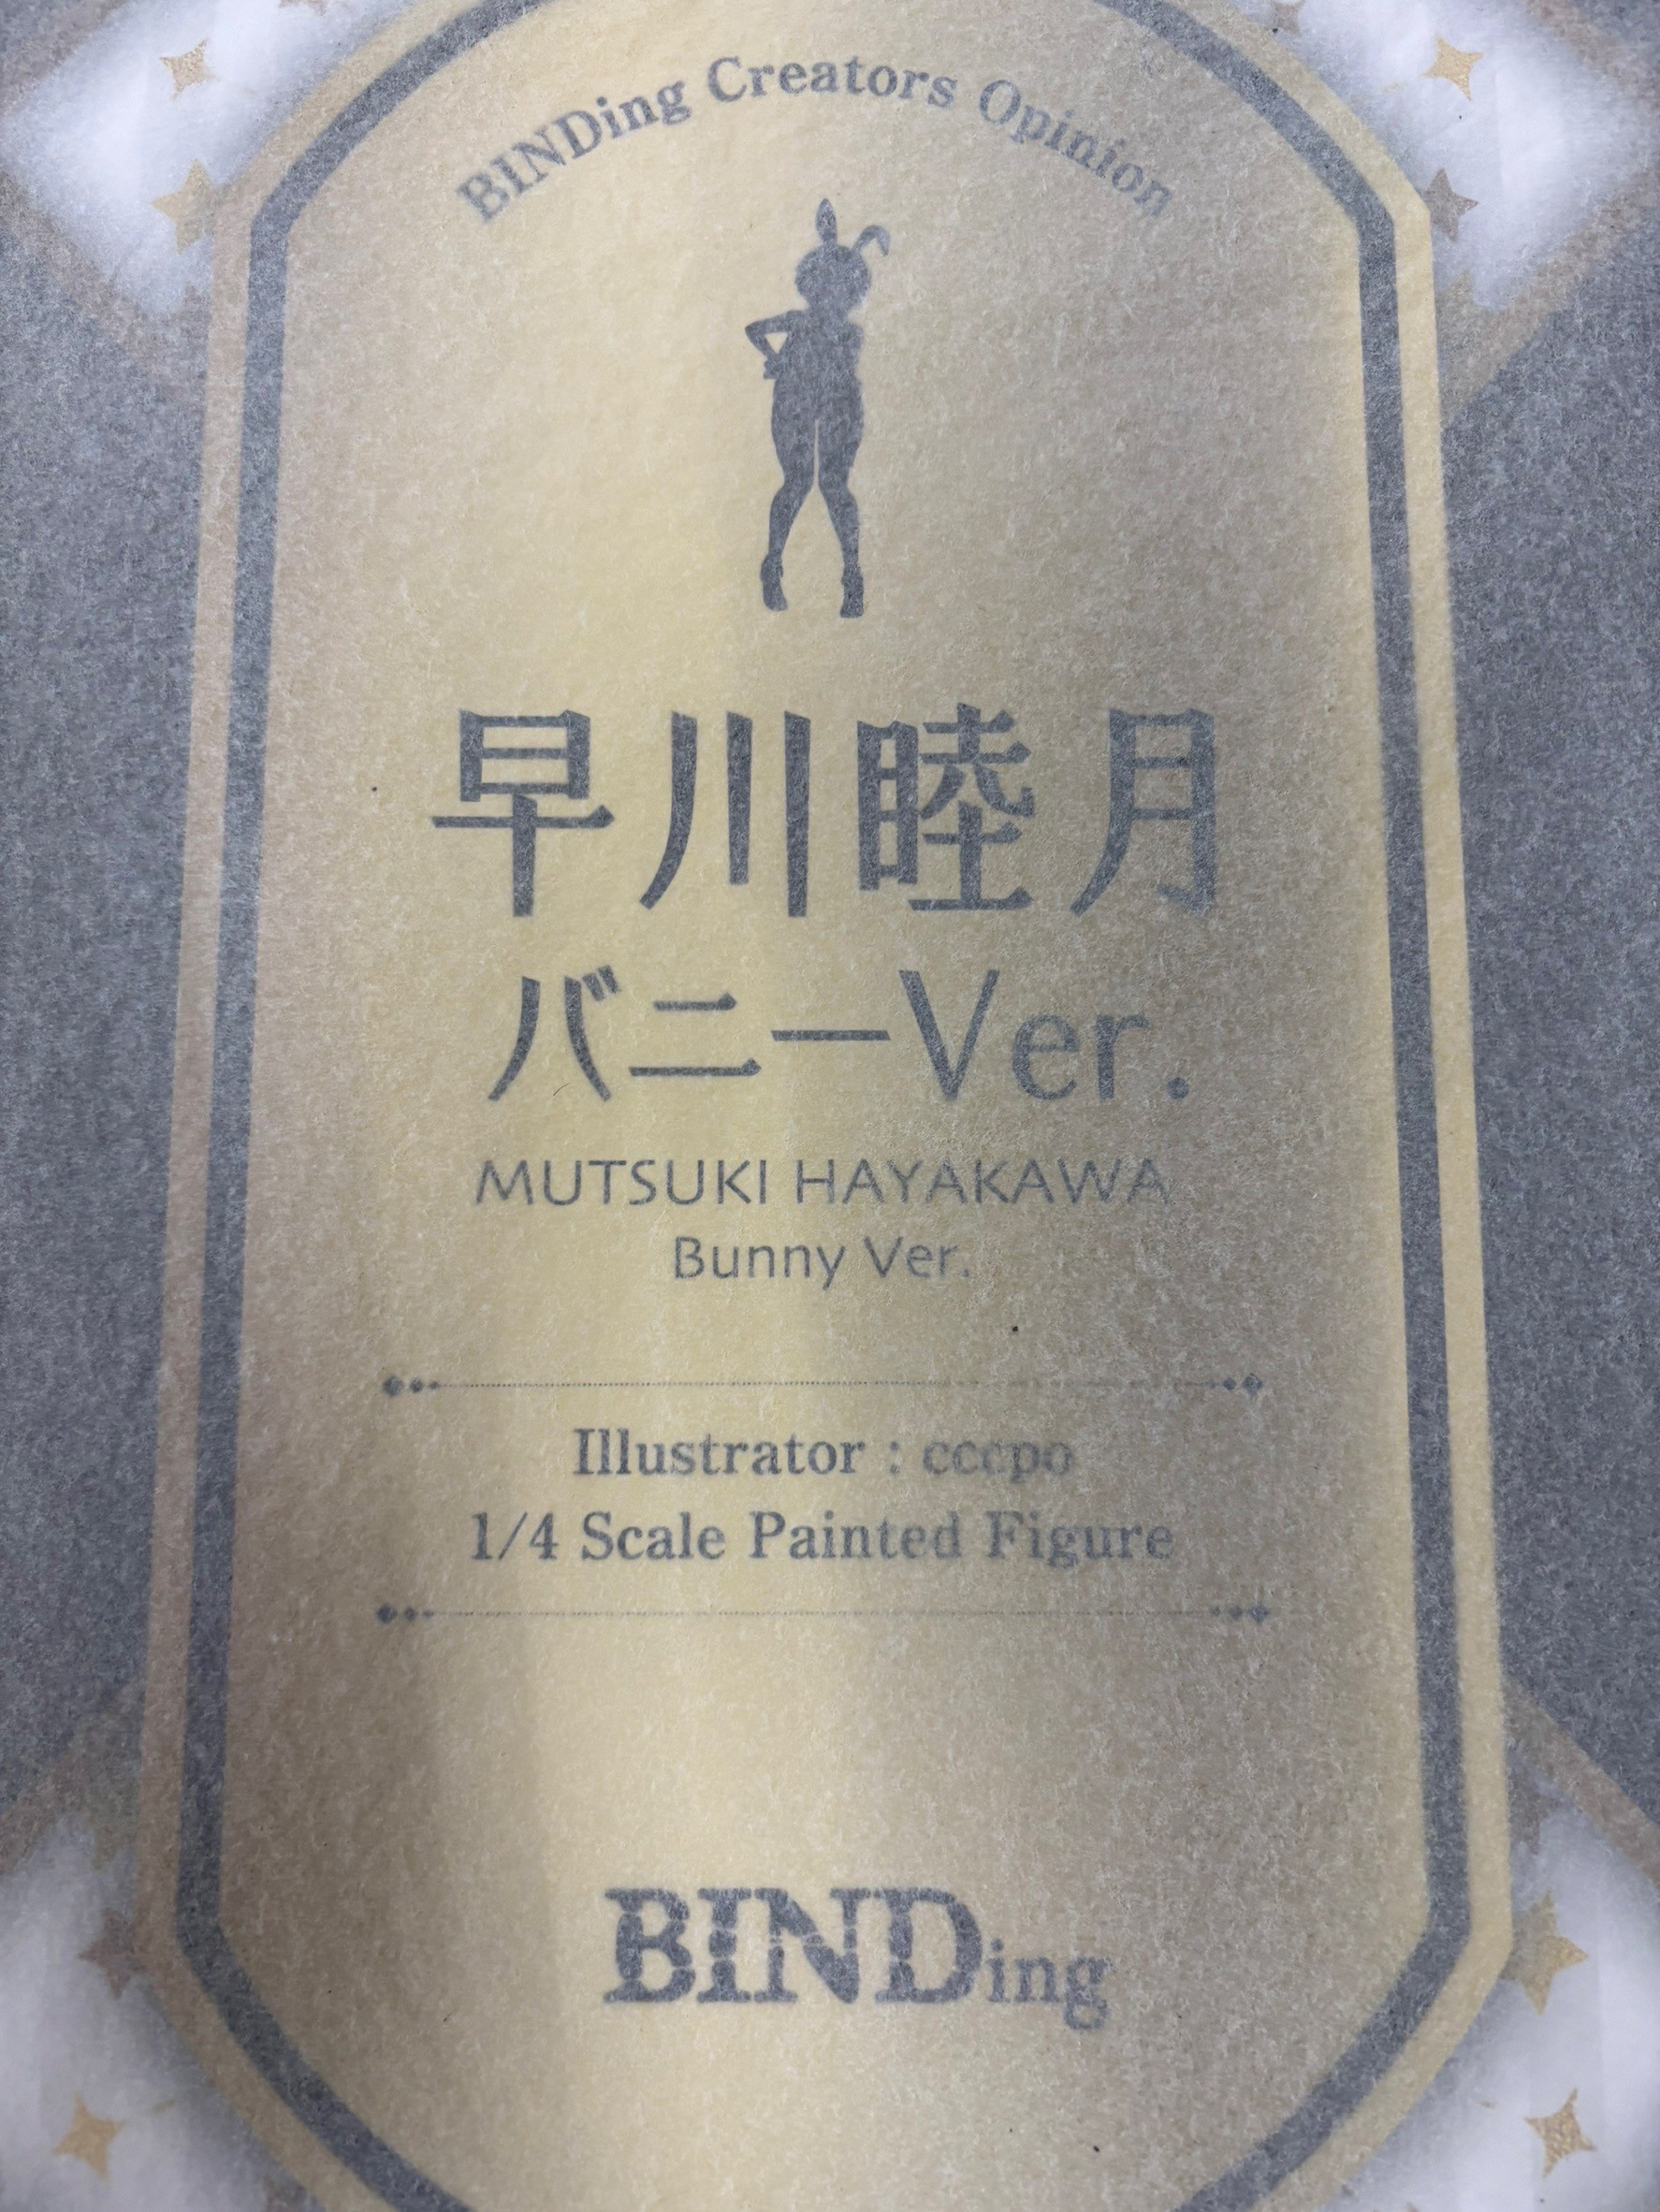 BINDing Creators Opinion
早川睦月
バニーVer.
MUTSUKI HAYAKAWA
Bunny Ver.
Illustrator : cccpo
1/4 Scale Painted Figure
BINDing